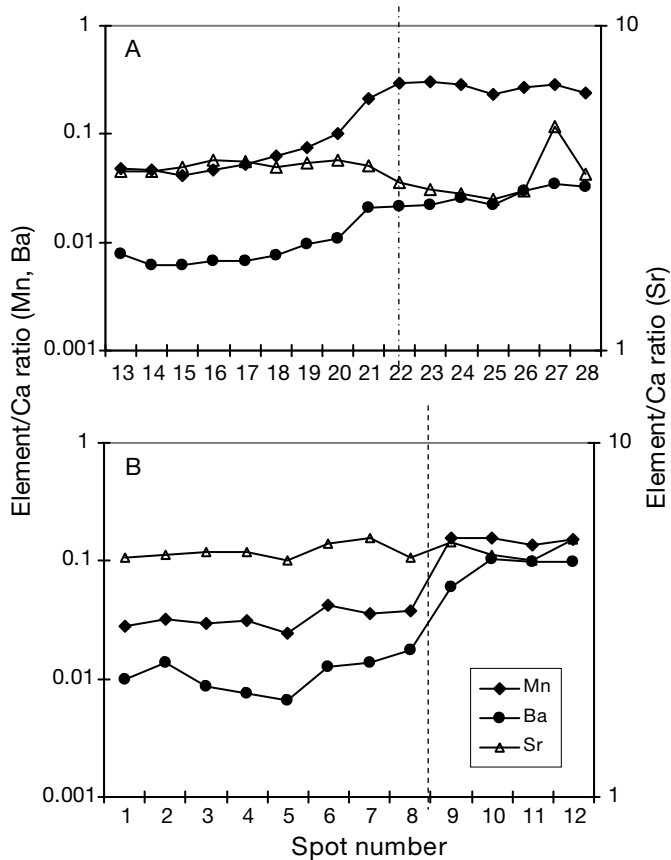 Element/Ca ratio (Mn, Ba)
Element/Ca ratio (Sr)
A
1
0.1
0.01
0.001
10
1
13 14 15 16 17 18 19 20 21 22 23 24 25 26 27 28
B
1
0.1
0.01
0.001
10
1
Mn
Ba
Sr
1 2 3 4 5 6 7 8 9 10 11 12
Spot number